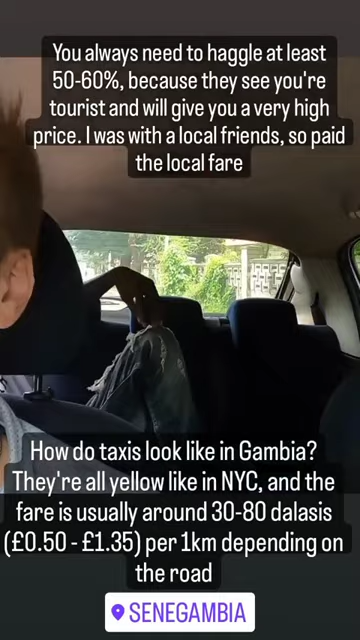 You always need to haggle at least
50-60%, because they see you're
tourist and will give you a very high
price. I was with a local friends, so paid
the local fare
How do taxis look like in Gambia?
They're all yellow like in NYC, and the
fare is usually around 30-80 dalasis
(£0.50 - £1.35) per 1km depending on
the road
SENEGAMBIA